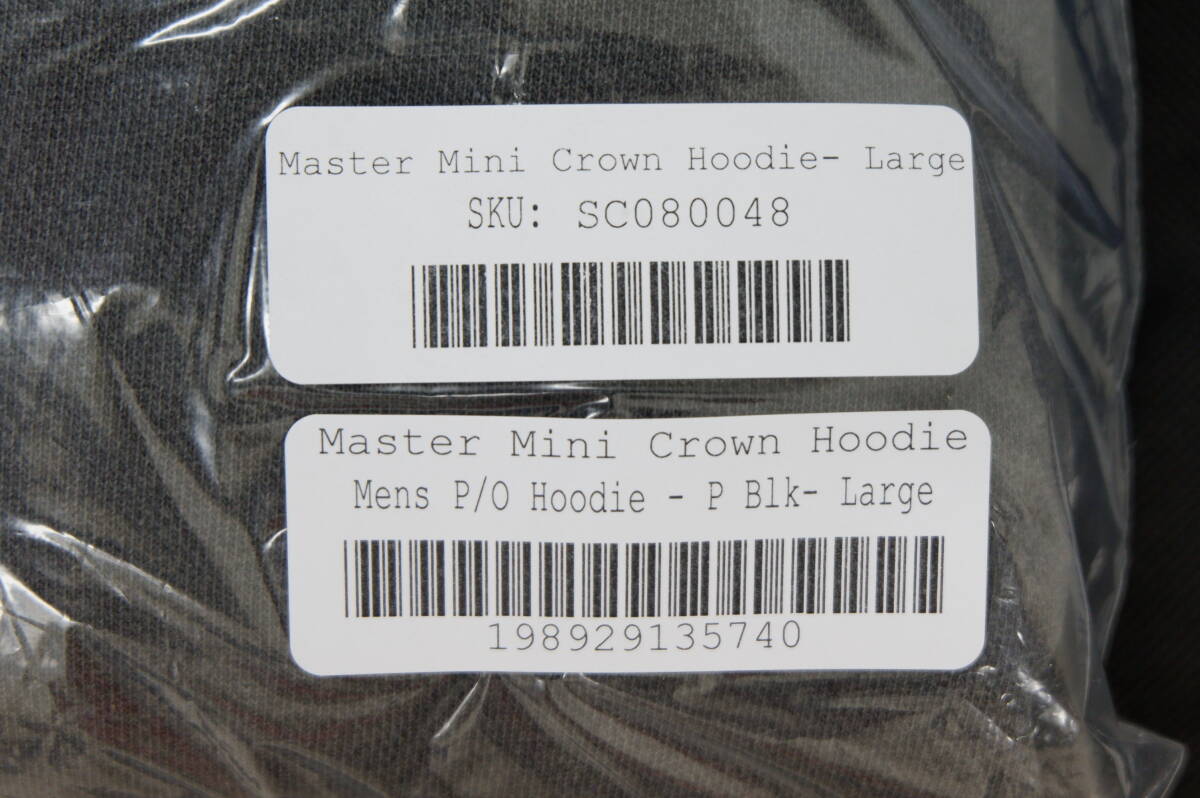 Master Mini Crown Hoodie- Large
SKU: SC080048
Master Mini Crown Hoodie
Mens P/O Hoodie - P Blk- Large
198929135740